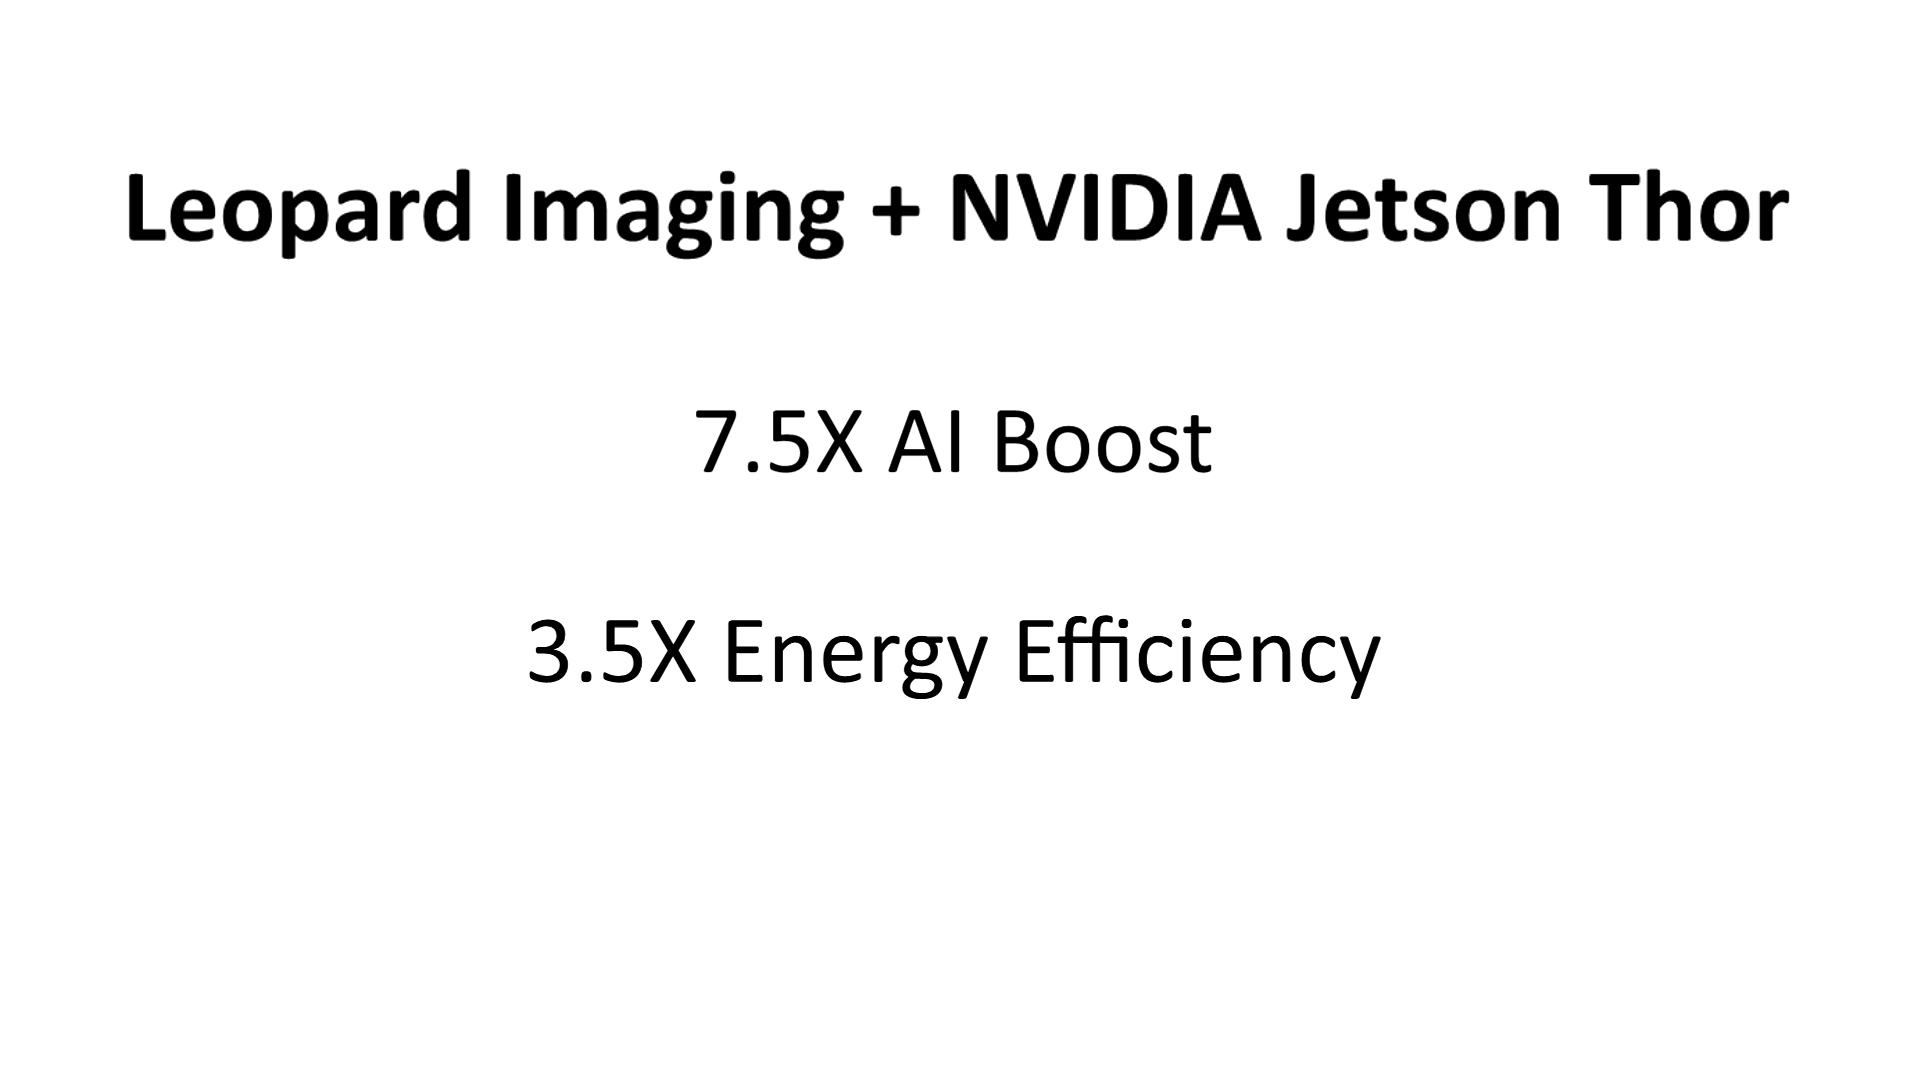 Leopard Imaging + NVIDIA Jetson Thor
7.5X AI Boost
3.5X Energy Efficiency